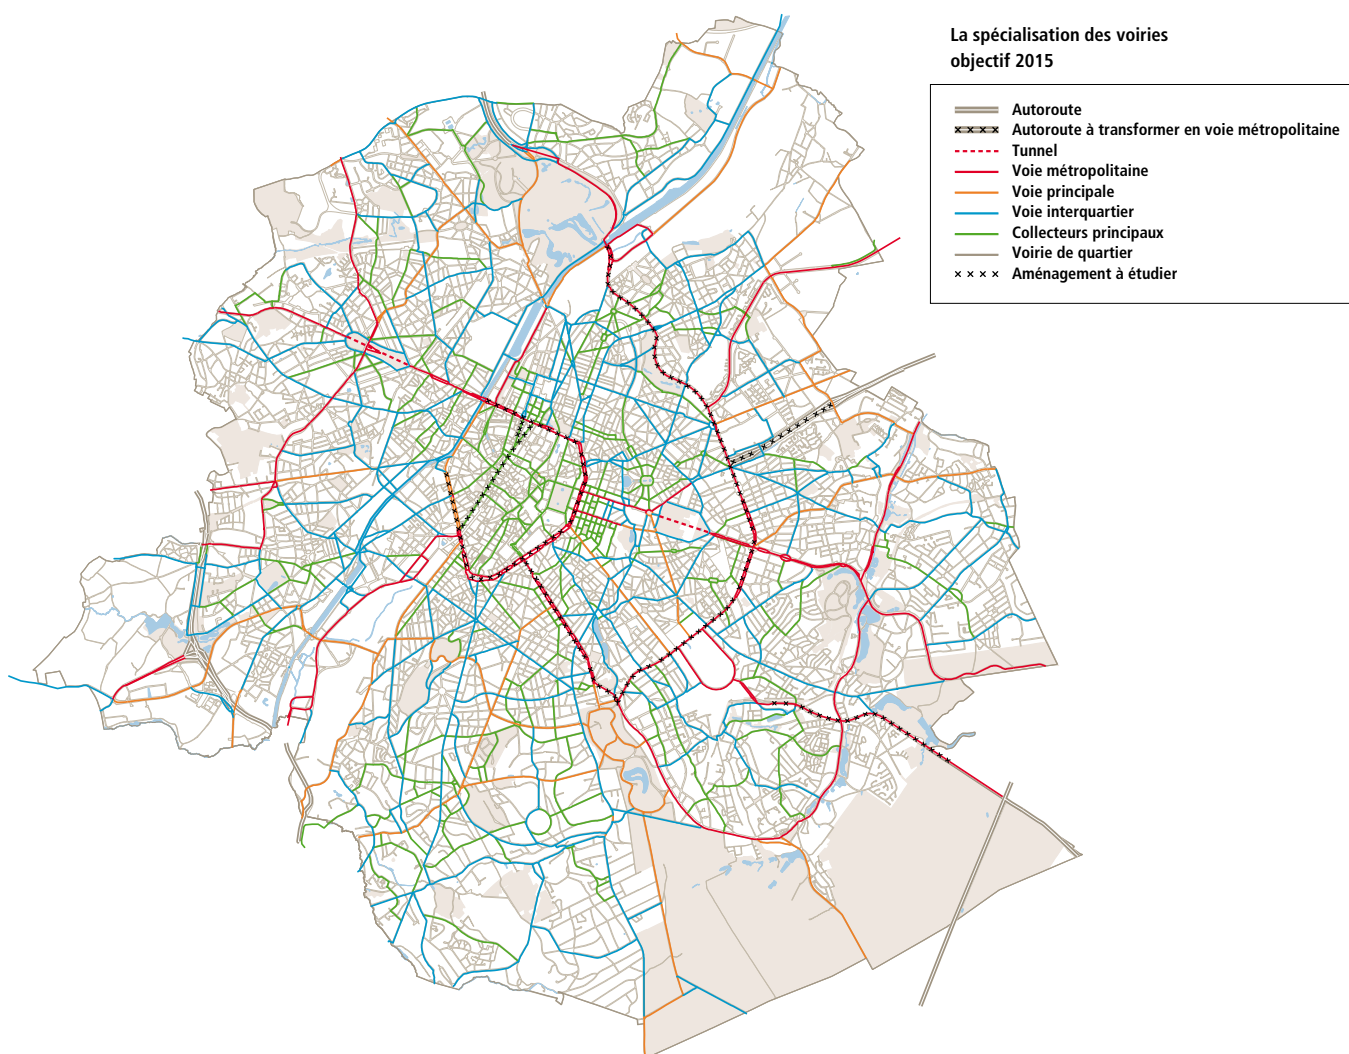 La spécialisation des voiries
objectif 2015
Autoroute
Autoroute à transformer en voie métropolitaine
Tunnel
Voie métropolitaine
Voie principale
Voie interquartier
Collecteurs principaux
Voirie de quartier
Aménagement à étudier